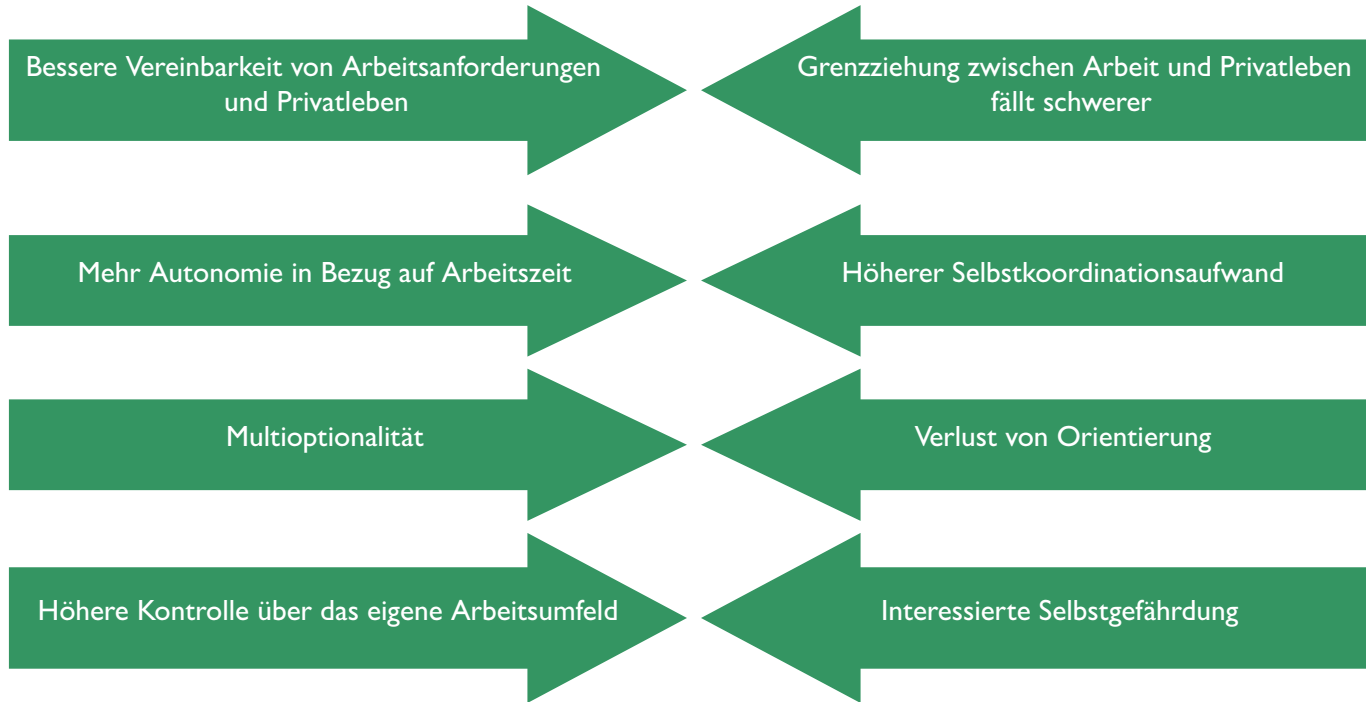 Bessere Vereinbarkeit von Arbeitsanforderungen
und Privatleben
Grenzziehung zwischen Arbeit und Privatleben
fällt schwerer
Mehr Autonomie in Bezug auf Arbeitszeit
Höherer Selbstkoordinationsaufwand
Multioptionalität
Verlust von Orientierung
Höhere Kontrolle über das eigene Arbeitsumfeld
Interessierte Selbstgefährdung